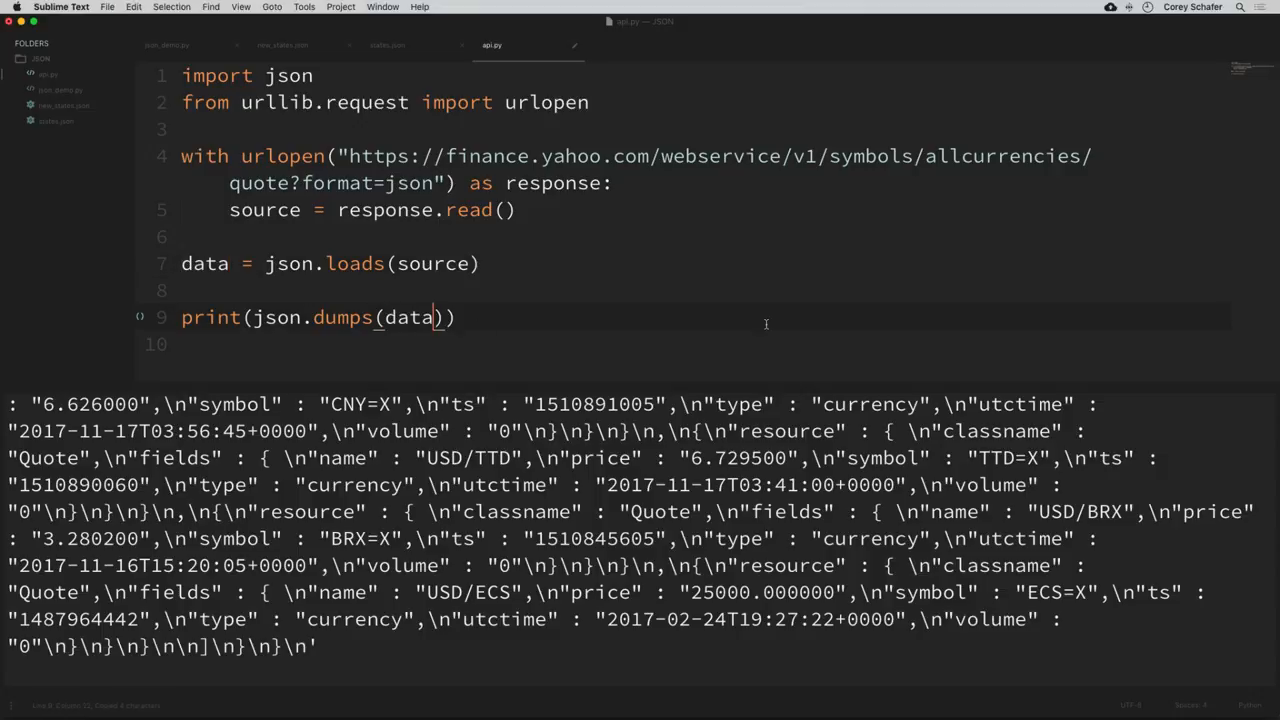 Sublime Text File Edit Selection Find View Goto Tools Project Window Help Corey Schafer
api.py — JSON
FOLDERS
JSON
api.py
json_demo.py
new_states.json
states.json
json_demo.py new_states.json states.json api.py
1 import json
2 from urllib.request import urlopen
3
4 with urlopen("https://finance.yahoo.com/webservice/v1/symbols/allcurrencies/
quote?format=json") as response:
5 source = response.read()
6
7 data = json.loads(source)
8
9 print(json.dumps(data))
10
: "6.626000",\n"symbol" : "CNY=X",\n"ts" : "1510891005",\n"type" : "currency",\n"utctime" :
"2017-11-17T03:56:45+0000",\n"volume" : "0"\n}\n}\n}\n,\n{\n"resource" : { \n"classname" :
"Quote",\n"fields" : { \n"name" : "USD/TTD",\n"price" : "6.729500",\n"symbol" : "TTD=X",\n"ts" :
"1510890060",\n"type" : "currency",\n"utctime" : "2017-11-17T03:41:00+0000",\n"volume" :
"0"\n}\n}\n}\n,\n{\n"resource" : { \n"classname" : "Quote",\n"fields" : { \n"name" : "USD/BRX",\n"price"
: "3.280200",\n"symbol" : "BRX=X",\n"ts" : "1510845605",\n"type" : "currency",\n"utctime" :
"2017-11-16T15:20:05+0000",\n"volume" : "0"\n}\n}\n}\n,\n{\n"resource" : { \n"classname" :
"Quote",\n"fields" : { \n"name" : "USD/ECS",\n"price" : "25000.000000",\n"symbol" : "ECS=X",\n"ts" :
"1487964442",\n"type" : "currency",\n"utctime" : "2017-02-24T19:27:22+0000",\n"volume" :
"0"\n}\n}\n}\n\n]\n}\n}\n'
Line 9, Column 22, Copied 4 characters UTF-8 Spaces: 4 Python